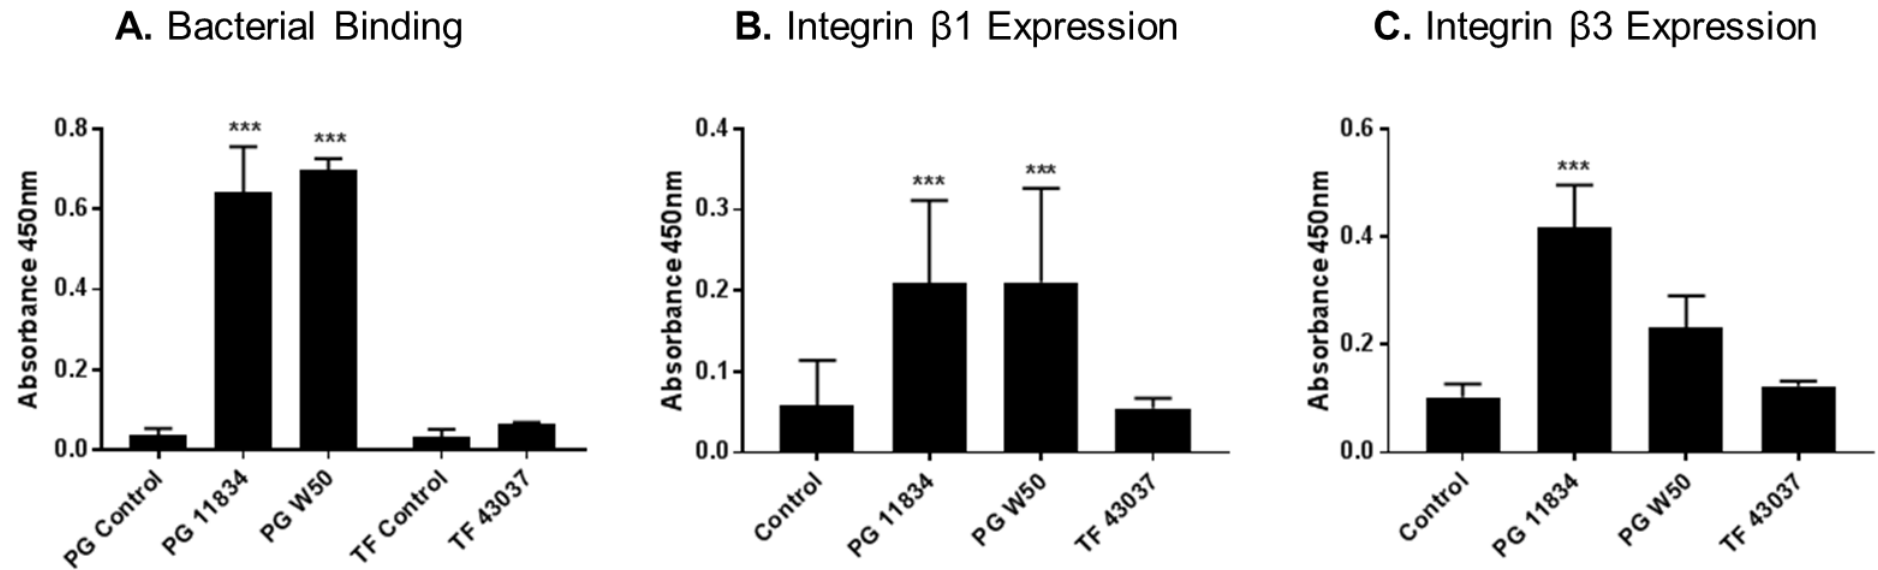 A. Bacterial Binding
Absorbance 450nm
0.8
0.6
0.4
0.2
0.0
***
***
PG Control
PG 11834
PG W50
TF Control
TF 43037
B. Integrin β1 Expression
Absorbance 450nm
0.4
0.3
0.2
0.1
0.0
***
***
Control
PG 11834
PG W50
TF 43037
C. Integrin β3 Expression
Absorbance 450nm
0.6
0.4
0.2
0.0
***
Control
PG 11834
PG W50
TF 43037